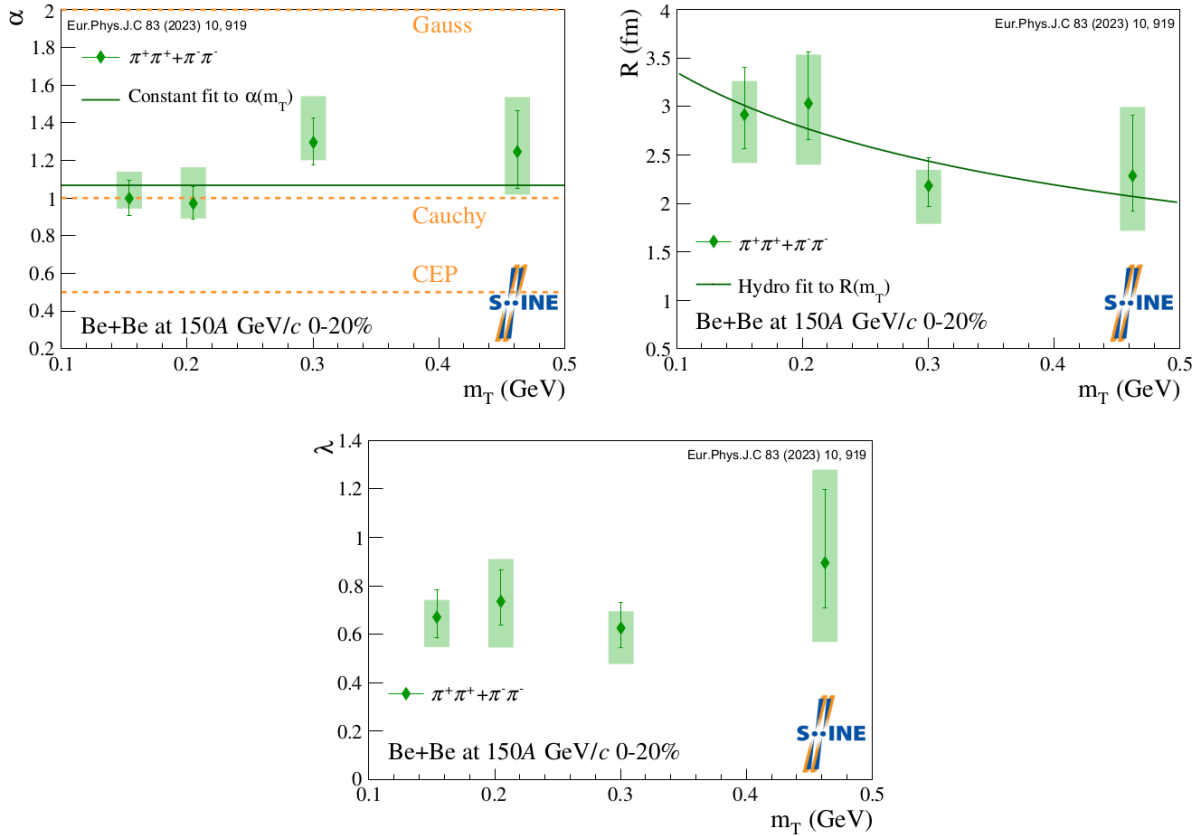 α
2
1.8
1.6
1.4
1.2
1
0.8
0.6
0.4
0.2
Eur.Phys.J.C 83 (2023) 10, 919
π⁺π⁺+π⁻π⁻
Constant fit to α(m_T)
Gauss
Cauchy
CEP
S••INE
Be+Be at 150A GeV/c 0-20%
0.1 0.2 0.3 0.4 0.5
m_T (GeV)
R (fm)
4
3.5
3
2.5
2
1.5
1
0.5
Eur.Phys.J.C 83 (2023) 10, 919
π⁺π⁺+π⁻π⁻
Hydro fit to R(m_T)
S••INE
Be+Be at 150A GeV/c 0-20%
0.1 0.2 0.3 0.4 0.5
m_T (GeV)
λ
1.4
1.2
1
0.8
0.6
0.4
0.2
0
Eur.Phys.J.C 83 (2023) 10, 919
π⁺π⁺+π⁻π⁻
S••INE
Be+Be at 150A GeV/c 0-20%
0.1 0.2 0.3 0.4 0.5
m_T (GeV)